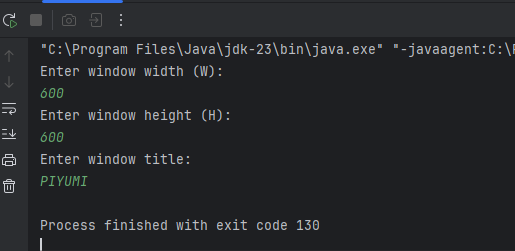 "C:\Program Files\Java\jdk-23\bin\java.exe" "-javaagent:C:\
Enter window width (W):
600
Enter window height (H):
600
Enter window title:
PIYUMI
Process finished with exit code 130